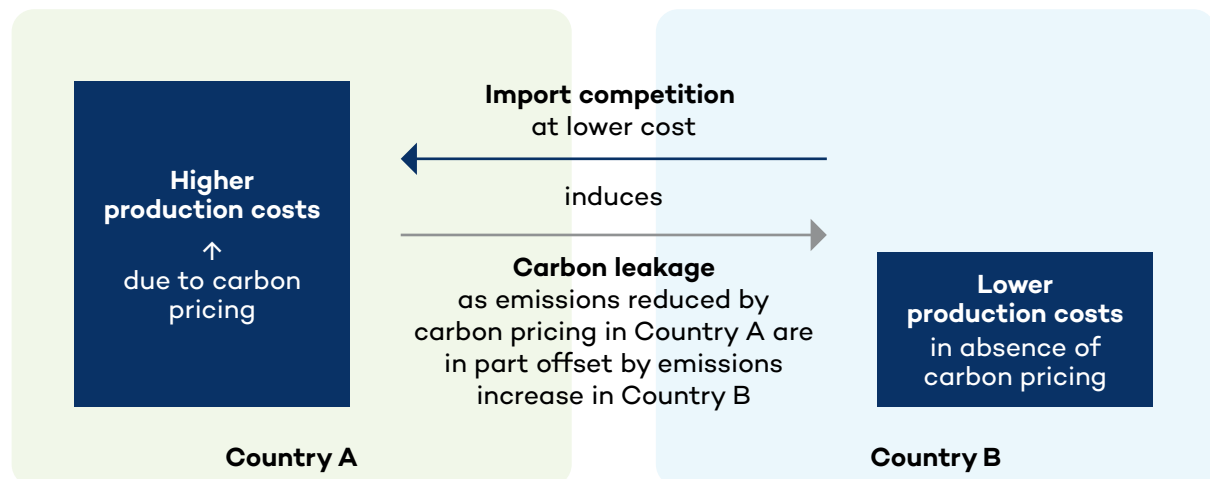 Higher
production costs
↑
due to carbon
pricing
Country A
Import competition
at lower cost
induces
Carbon leakage
as emissions reduced by
carbon pricing in Country A are
in part offset by emissions
increase in Country B
Lower
production costs
in absence of
carbon pricing
Country B